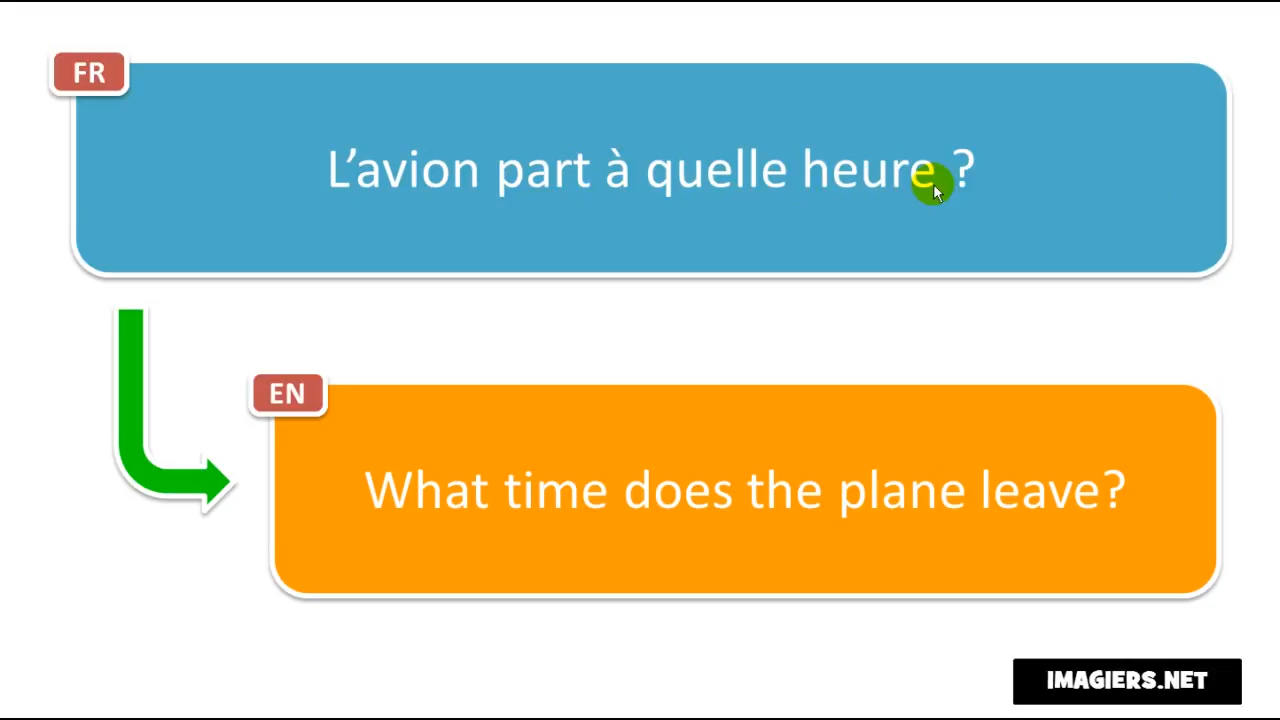 FR
L’avion part à quelle heure ?
EN
What time does the plane leave?
IMAGIERS.NET